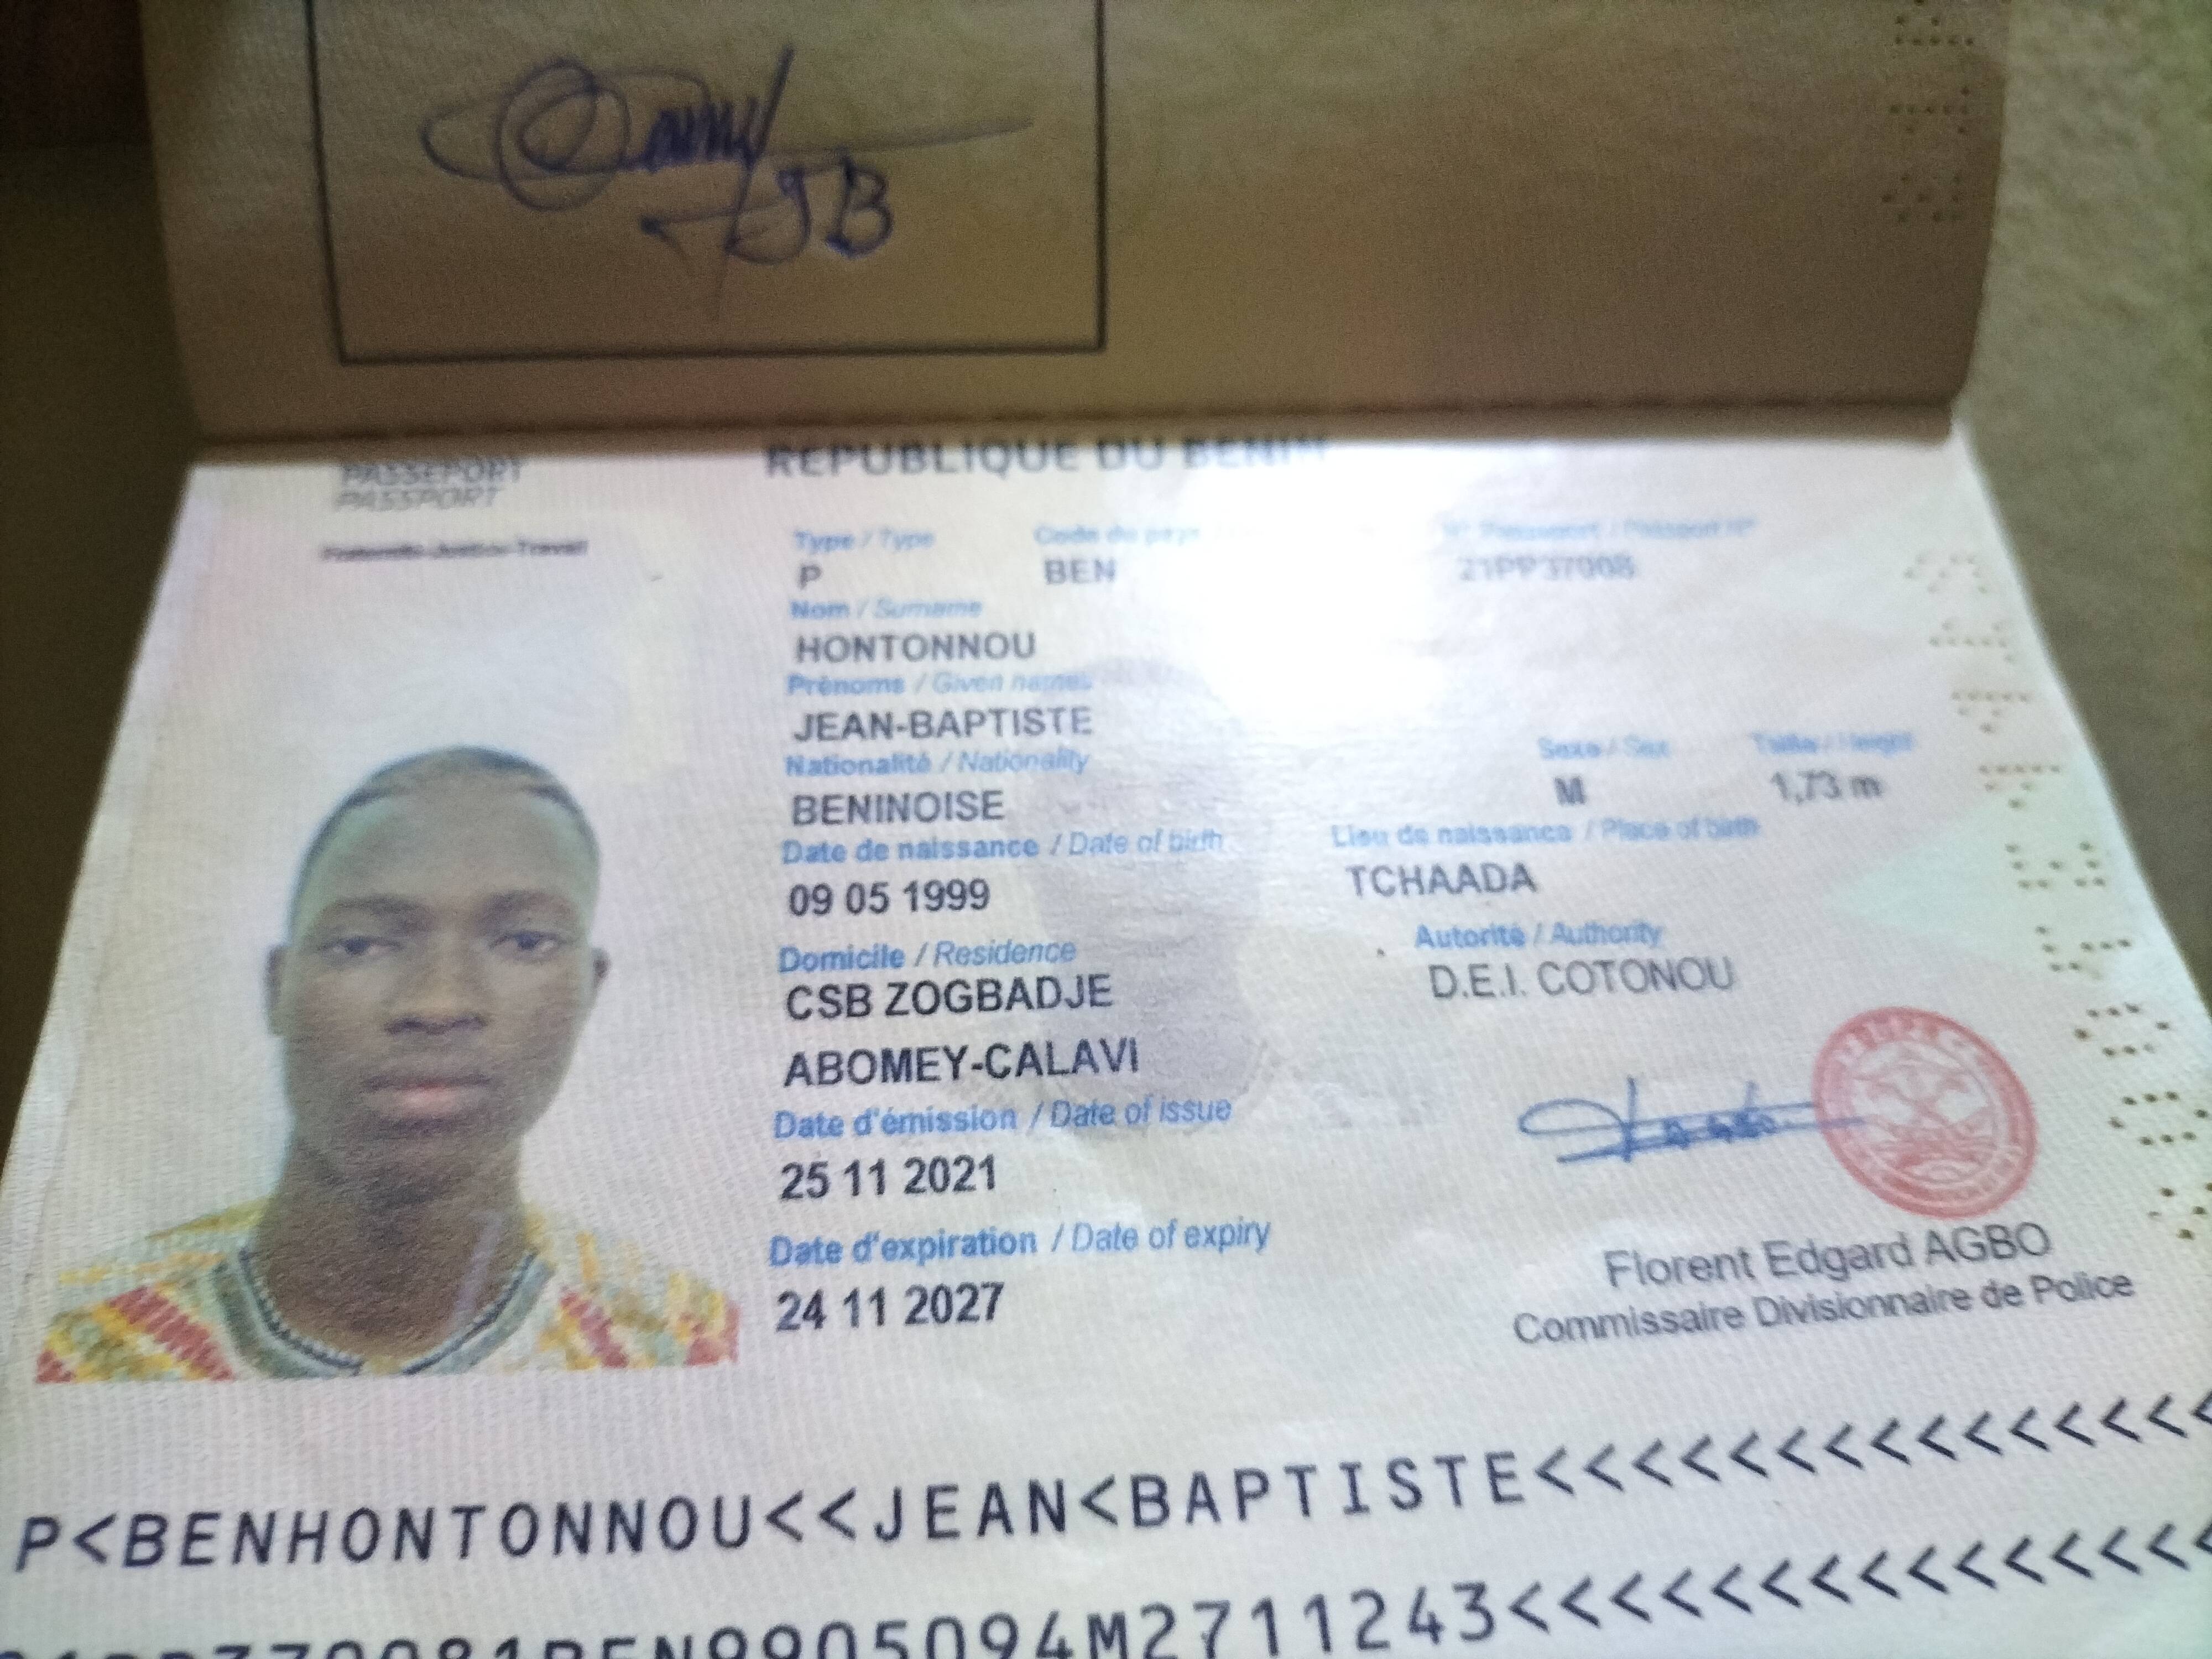 PASSEPORT
PASSPORT
REPUBLIQUE DU BENIN
Fraternité-Justice-Travail
Type / Type
Code du pays /
N° Passeport / Passport N°
P
BEN
21PP37008
Nom / Surname
HONTONNOU
Prénoms / Given names
JEAN-BAPTISTE
Nationalité / Nationality
Sexe / Sex
Taille / Height
BENINOISE
M
1,73 m
Date de naissance / Date of birth
Lieu de naissance / Place of birth
09 05 1999
TCHAADA
Domicile / Residence
Autorité / Authority
CSB ZOGBADJE
D.E.I. COTONOU
ABOMEY-CALAVI
Date d'émission / Date of issue
25 11 2021
Date d'expiration / Date of expiry
24 11 2027
Florent Edgard AGBO
Commissaire Divisionnaire de Police
P<BENHONTONNOU<<JEAN<BAPTISTE<<<<<<<<<<<<<<<
21PP370081BEN9905094M2711243<<<<<<<<<<<<<<